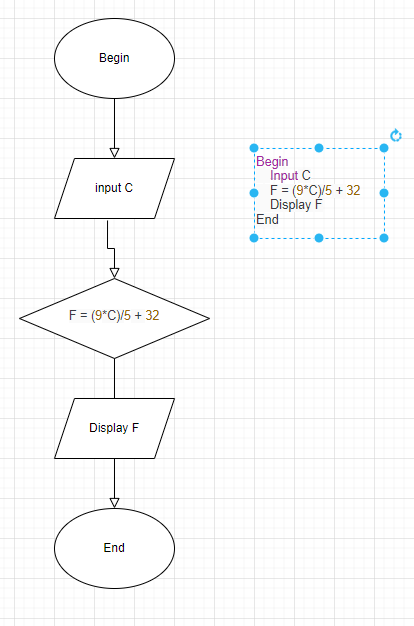 Begin
input C
F = (9*C)/5 + 32
Display F
End
Begin
Input C
F = (9*C)/5 + 32
Display F
End